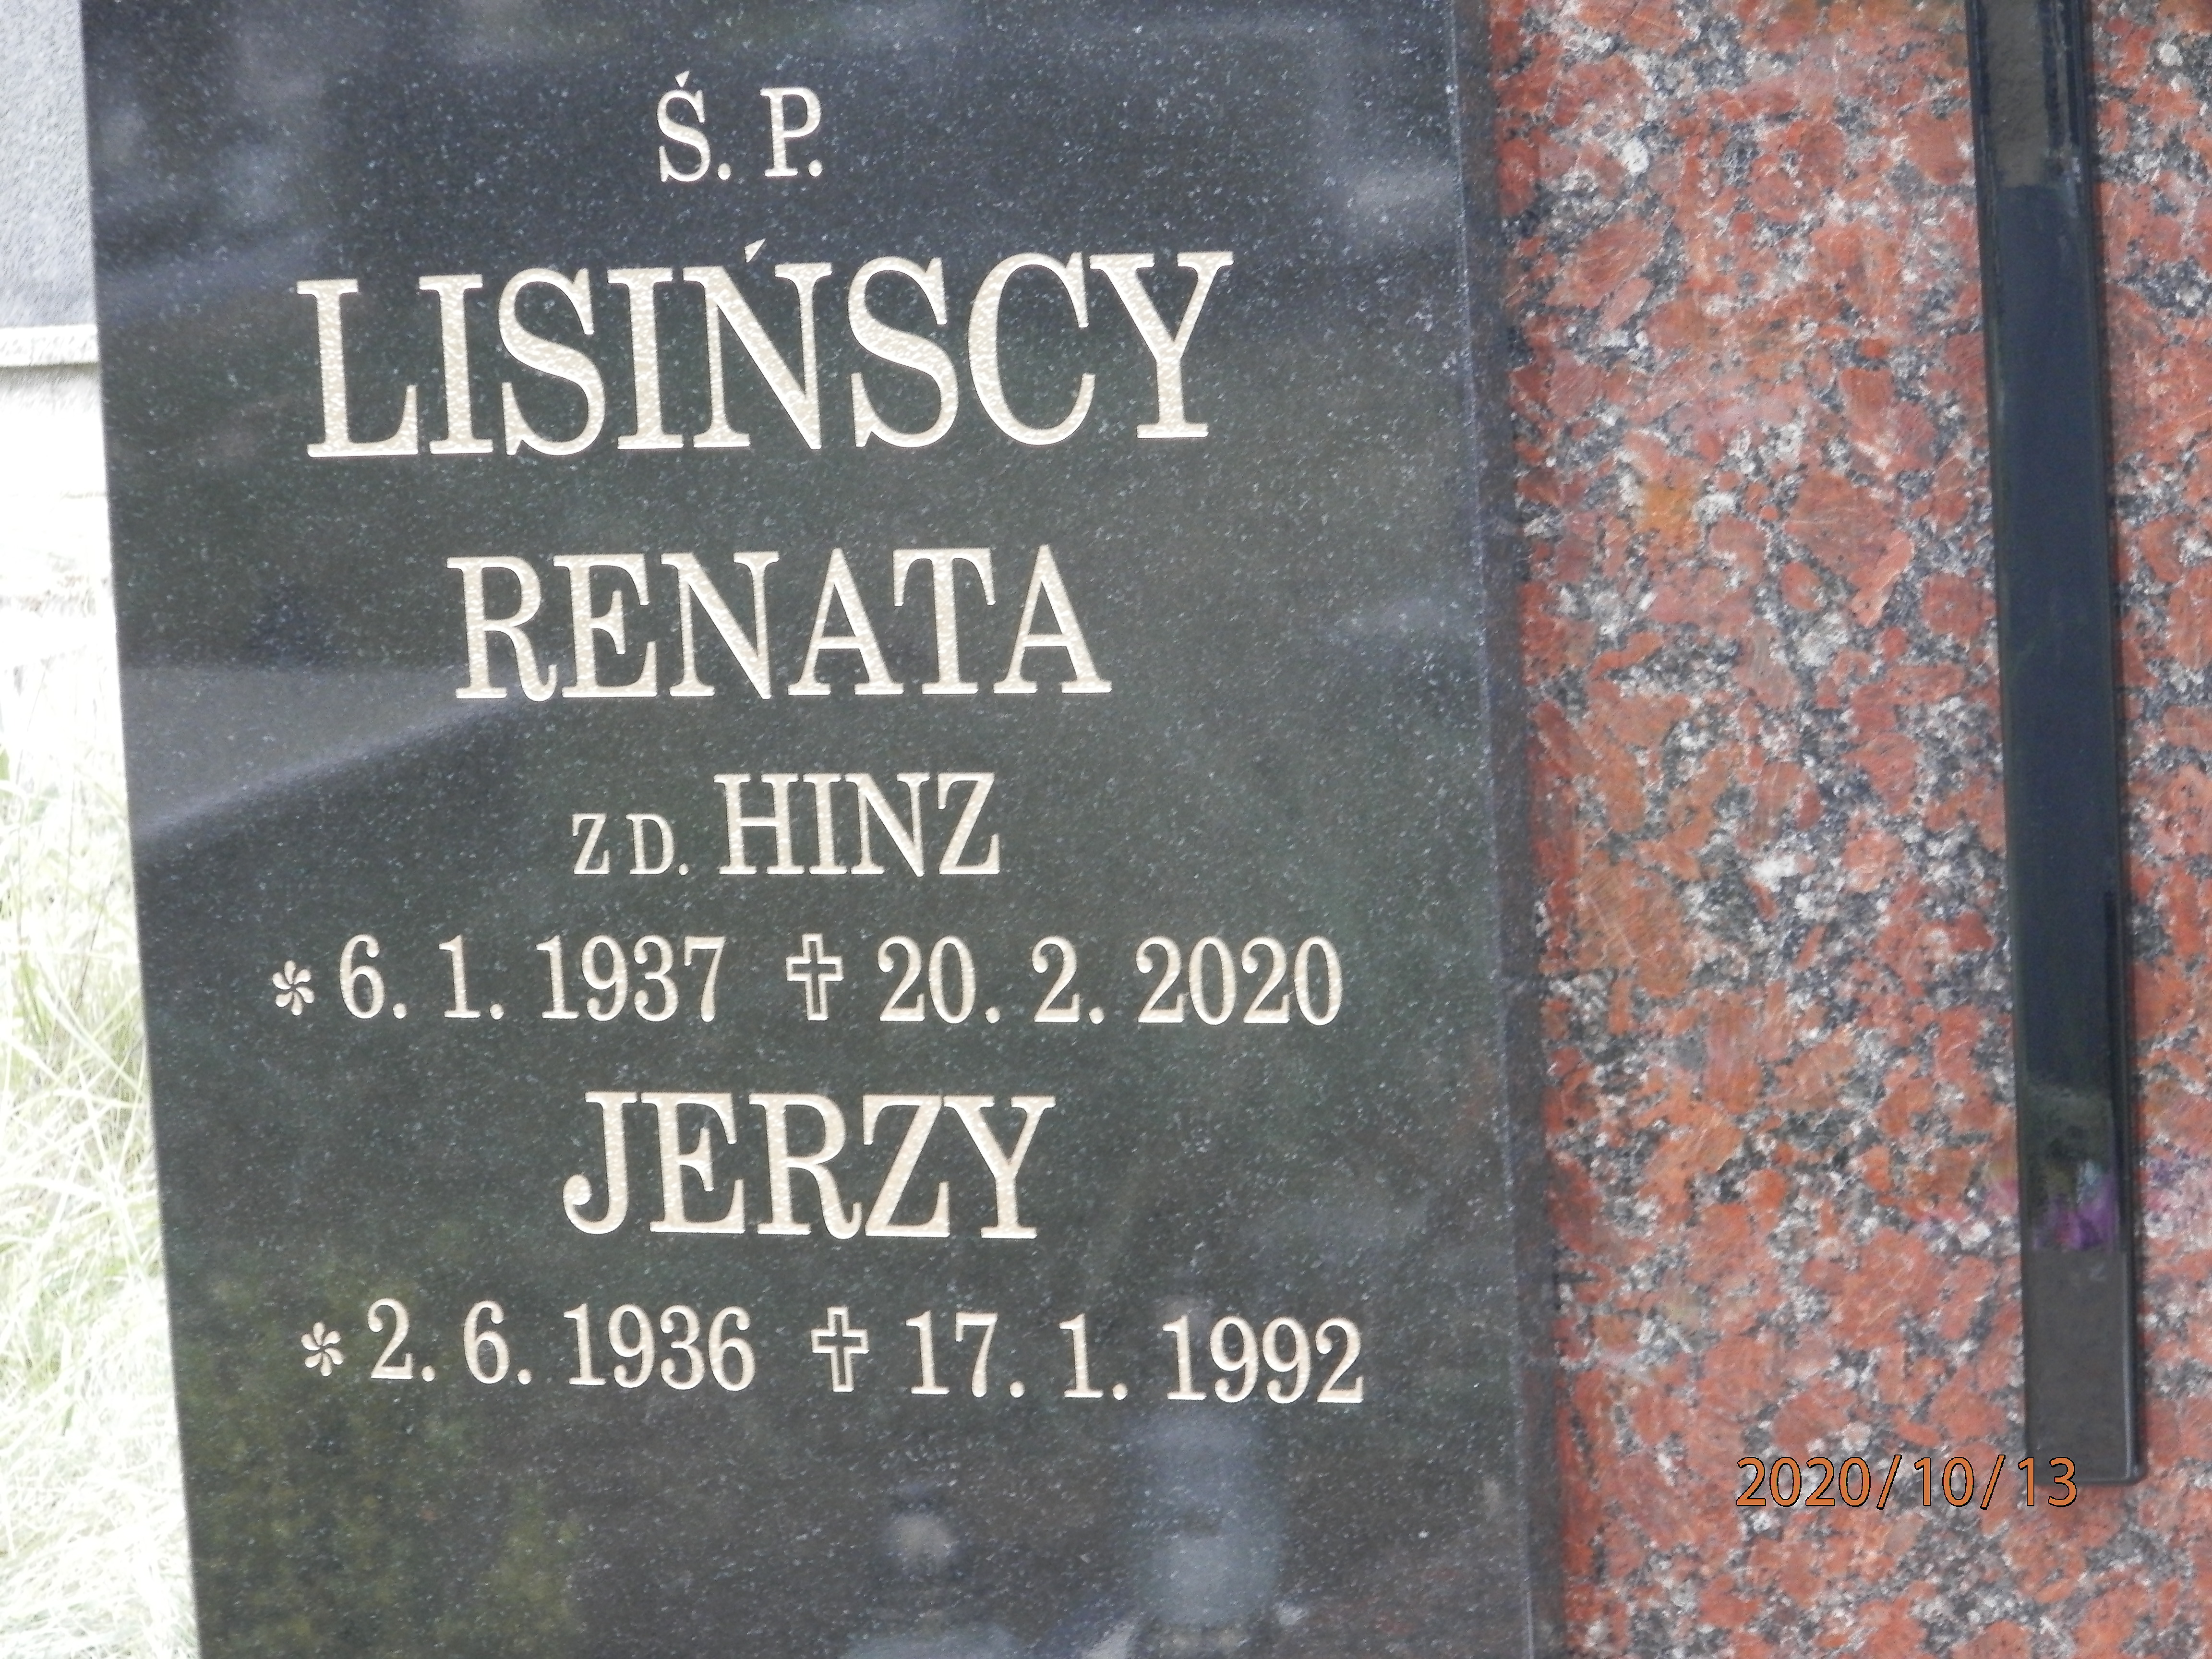 Ś. P.
LISIŃSCY
RENATA
Z D. HINZ
* 6. 1. 1937 ✝ 20. 2. 2020
JERZY
* 2. 6. 1936 ✝ 17. 1. 1992
2020/10/13